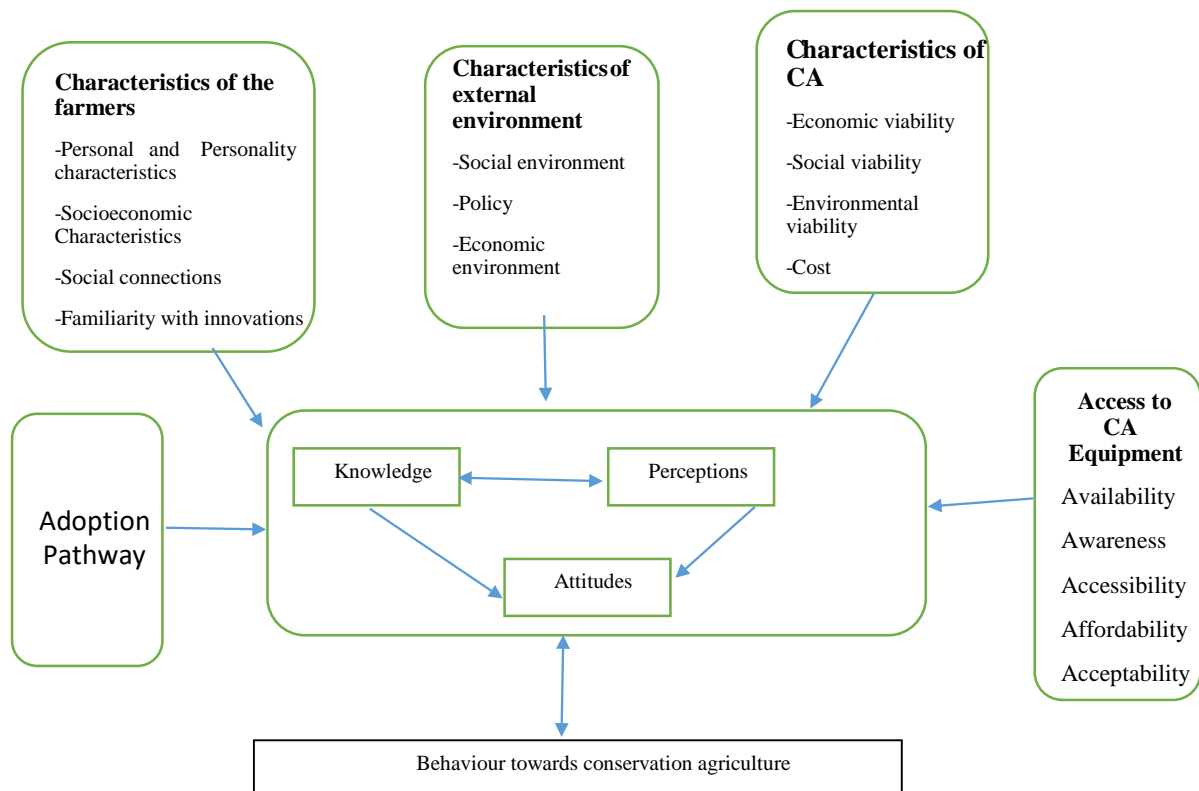 Characteristics of the
farmers
-Personal and Personality
characteristics
-Socioeconomic
Characteristics
-Social connections
-Familiarity with innovations
Characteristics of
external
environment
-Social environment
-Policy
-Economic
environment
Characteristics of
CA
-Economic viability
-Social viability
-Environmental
viability
-Cost
Adoption
Pathway
Knowledge
Perceptions
Attitudes
Access to
CA
Equipment
Availability
Awareness
Accessibility
Affordability
Acceptability
Behaviour towards conservation agriculture